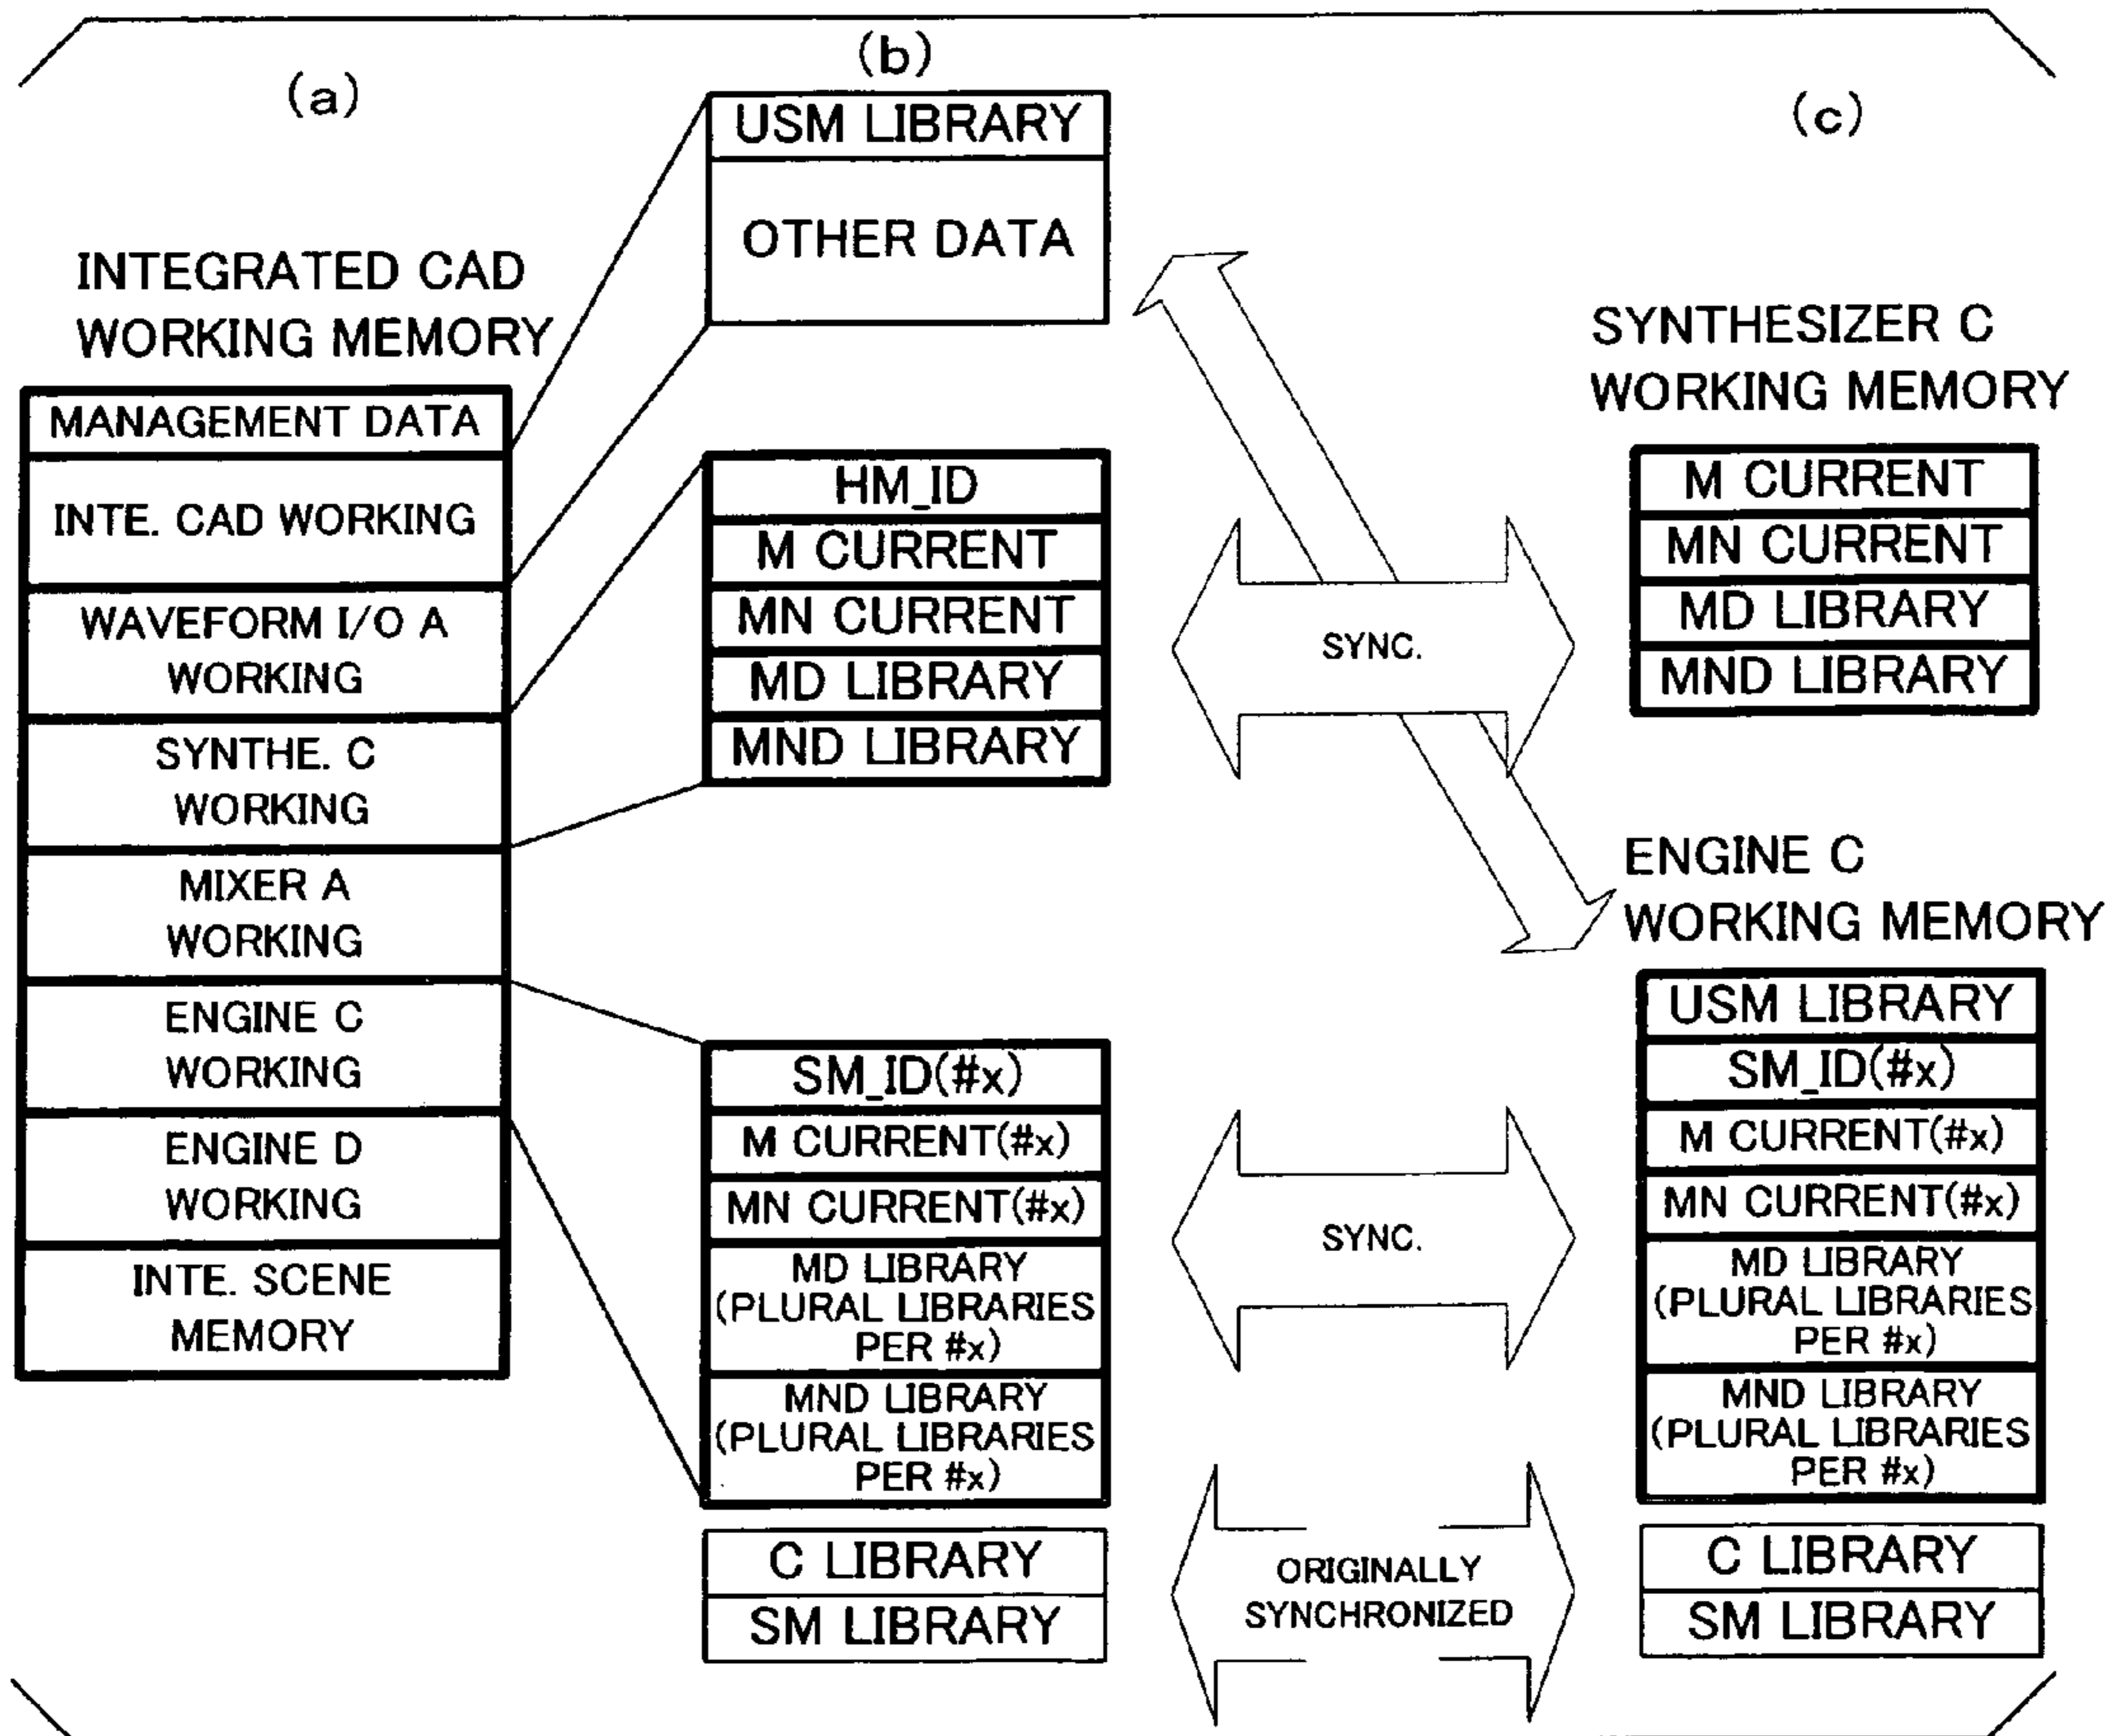 (a)
INTEGRATED CAD
WORKING MEMORY
MANAGEMENT DATA
INTE. CAD WORKING
WAVEFORM I/O A
WORKING
SYNTHE. C
WORKING
MIXER A
WORKING
ENGINE C
WORKING
ENGINE D
WORKING
INTE. SCENE
MEMORY
(b)
USM LIBRARY
OTHER DATA
HM_ID
M CURRENT
MN CURRENT
MD LIBRARY
MND LIBRARY
SM_ID(#x)
M CURRENT(#x)
MN CURRENT(#x)
MD LIBRARY
(PLURAL LIBRARIES
PER #x)
MND LIBRARY
(PLURAL LIBRARIES
PER #x)
C LIBRARY
SM LIBRARY
SYNC.
SYNC.
ORIGINALLY
SYNCHRONIZED
(c)
SYNTHESIZER C
WORKING MEMORY
M CURRENT
MN CURRENT
MD LIBRARY
MND LIBRARY
ENGINE C
WORKING MEMORY
USM LIBRARY
SM_ID(#x)
M CURRENT(#x)
MN CURRENT(#x)
MD LIBRARY
(PLURAL LIBRARIES
PER #x)
MND LIBRARY
(PLURAL LIBRARIES
PER #x)
C LIBRARY
SM LIBRARY